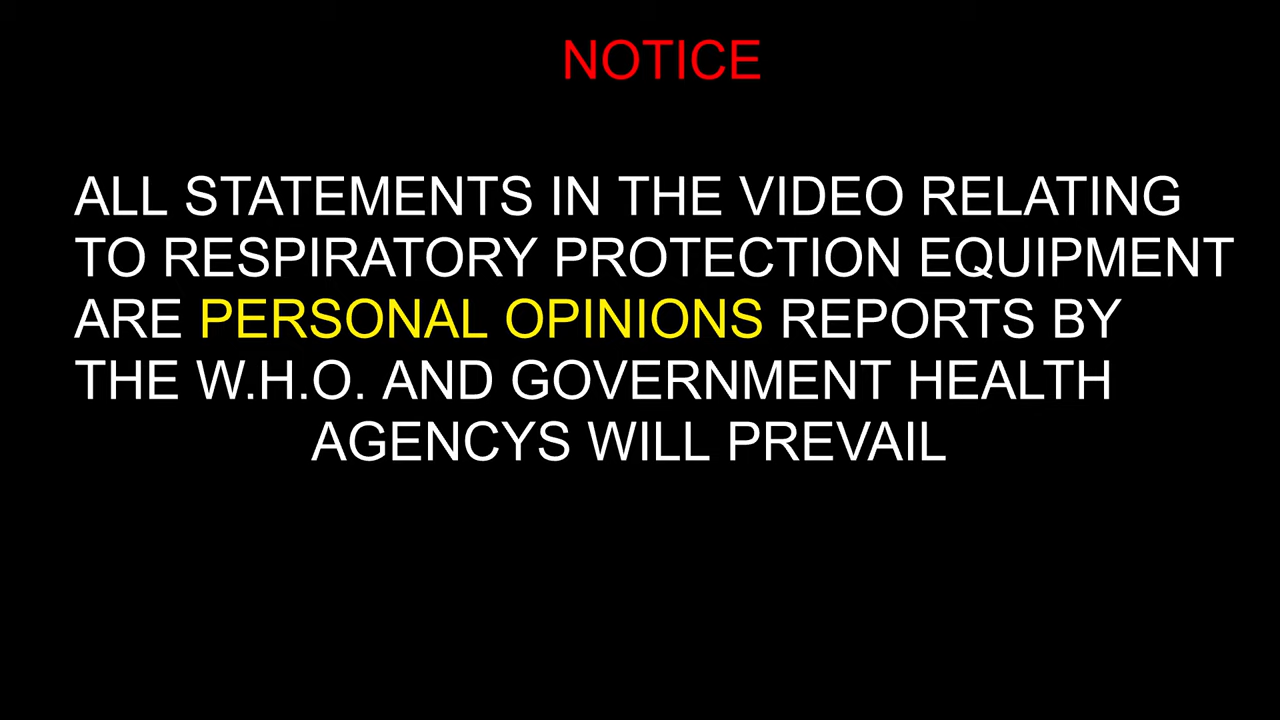 NOTICE
ALL STATEMENTS IN THE VIDEO RELATING
TO RESPIRATORY PROTECTION EQUIPMENT
ARE PERSONAL OPINIONS REPORTS BY
THE W.H.O. AND GOVERNMENT HEALTH
AGENCYS WILL PREVAIL